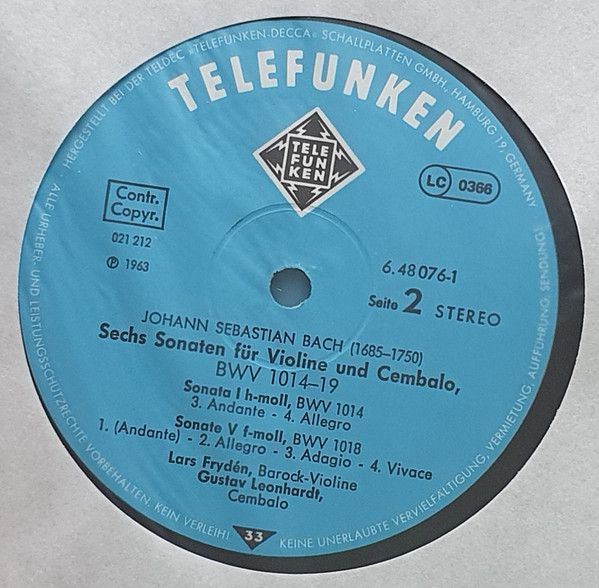 HERGESTELLT BEI DER TELDEC »TELEFUNKEN-DECCA« SCHALLPLATTEN GMBH., HAMBURG 19, GERMANY
TELEFUNKEN
TELE
FUN
KEN
LC 0366
Contr.
Copyr.
021 212
℗ 1963
6.48 076-1
Seite 2 STEREO
JOHANN SEBASTIAN BACH (1685–1750)
Sechs Sonaten für Violine und Cembalo,
BWV 1014–19
Sonata I h-moll, BWV 1014
3. Andante - 4. Allegro
Sonate V f-moll, BWV 1018
1. (Andante) - 2. Allegro - 3. Adagio - 4. Vivace
Lars Frydén, Barock-Violine
Gustav Leonhardt,
Cembalo
33
ALLE URHEBER- UND LEISTUNGSSCHUTZRECHTE VORBEHALTEN. KEIN VERLEIH! KEINE UNERLAUBTE VERVIELFÄLTIGUNG, VERMIETUNG, AUFFÜHRUNG, SENDUNG!